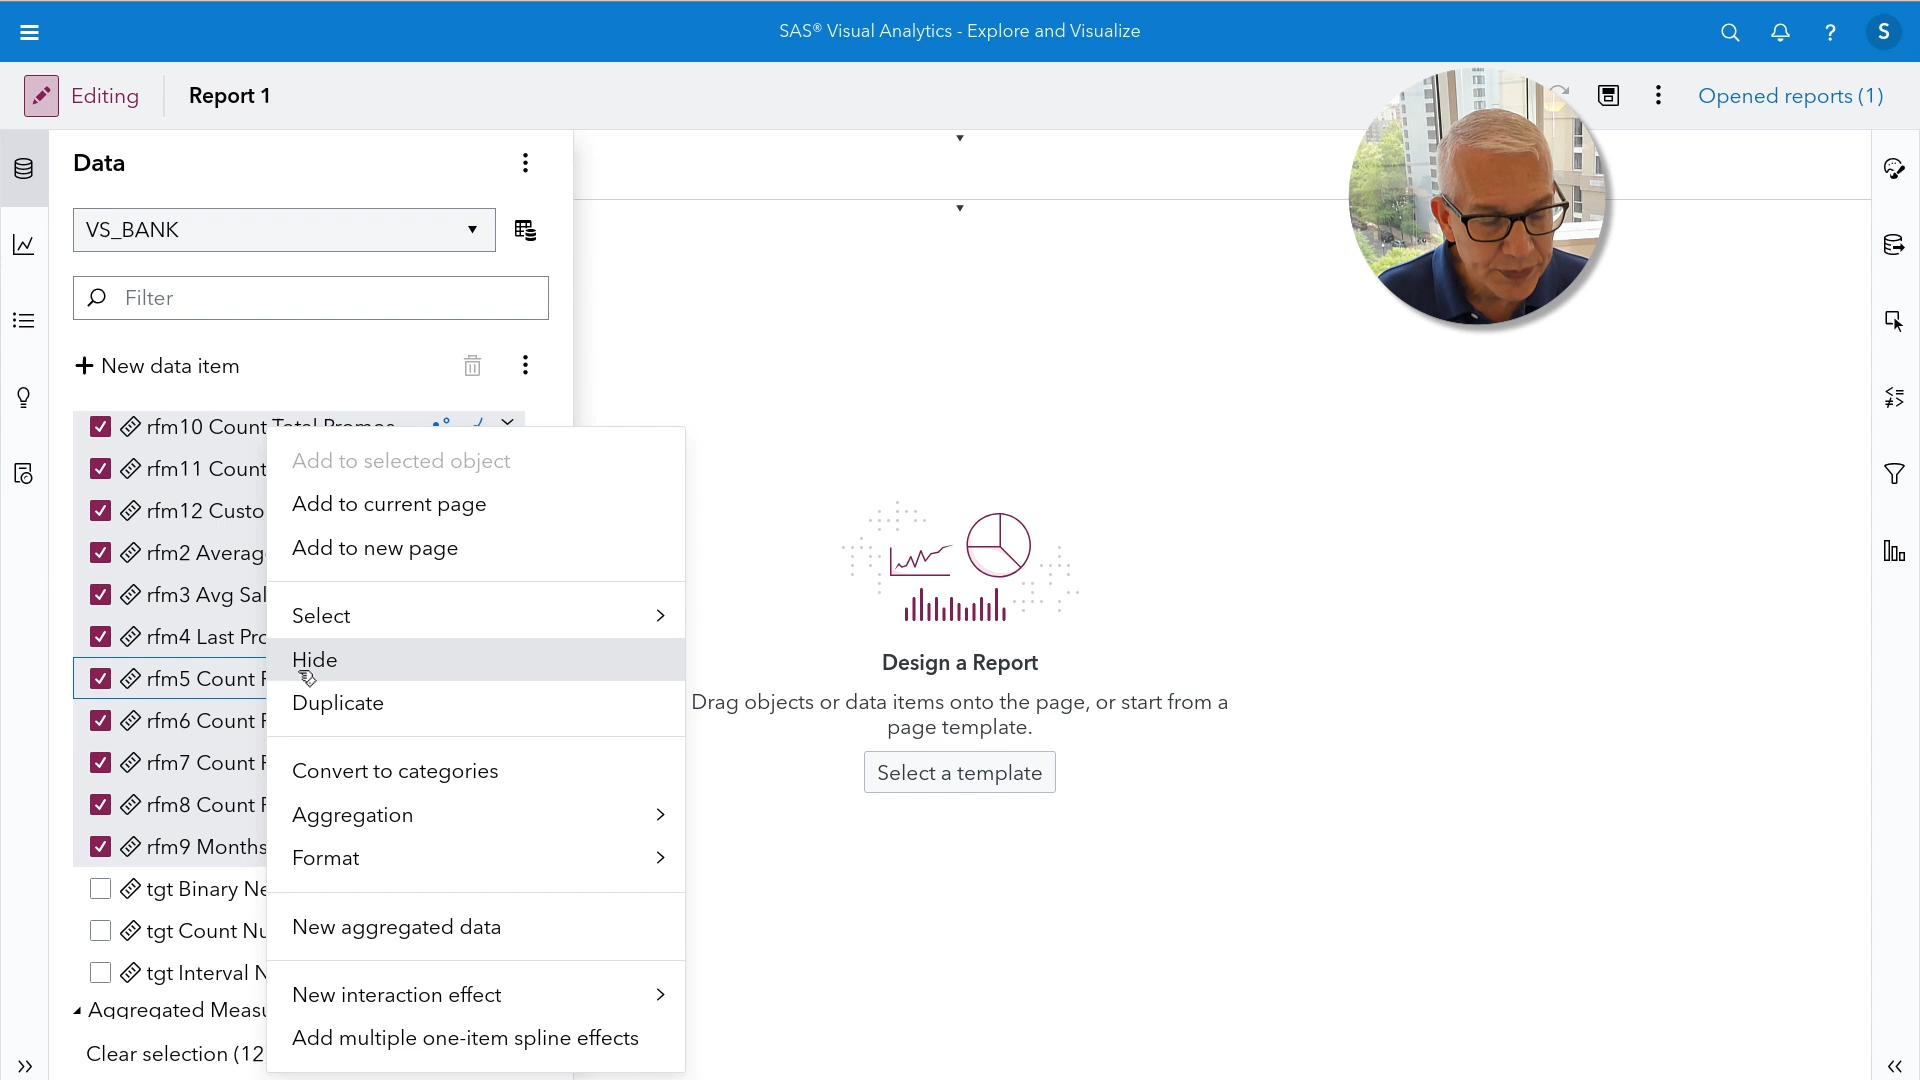 SAS® Visual Analytics - Explore and Visualize
?
S
Editing
Report 1
Opened reports (1)
Data
VS_BANK
Filter
New data item
rfm10 Count Total Promos
rfm11 Count
rfm12 Custo
rfm2 Averag
rfm3 Avg Sal
rfm4 Last Pro
rfm5 Count
rfm6 Count
rfm7 Count
rfm8 Count
rfm9 Months
tgt Binary Ne
tgt Count Nu
tgt Interval N
Aggregated Measu
Clear selection (12
Add to selected object
Add to current page
Add to new page
Select
Hide
Duplicate
Convert to categories
Aggregation
Format
New aggregated data
New interaction effect
Add multiple one-item spline effects
Design a Report
Drag objects or data items onto the page, or start from a
page template.
Select a template